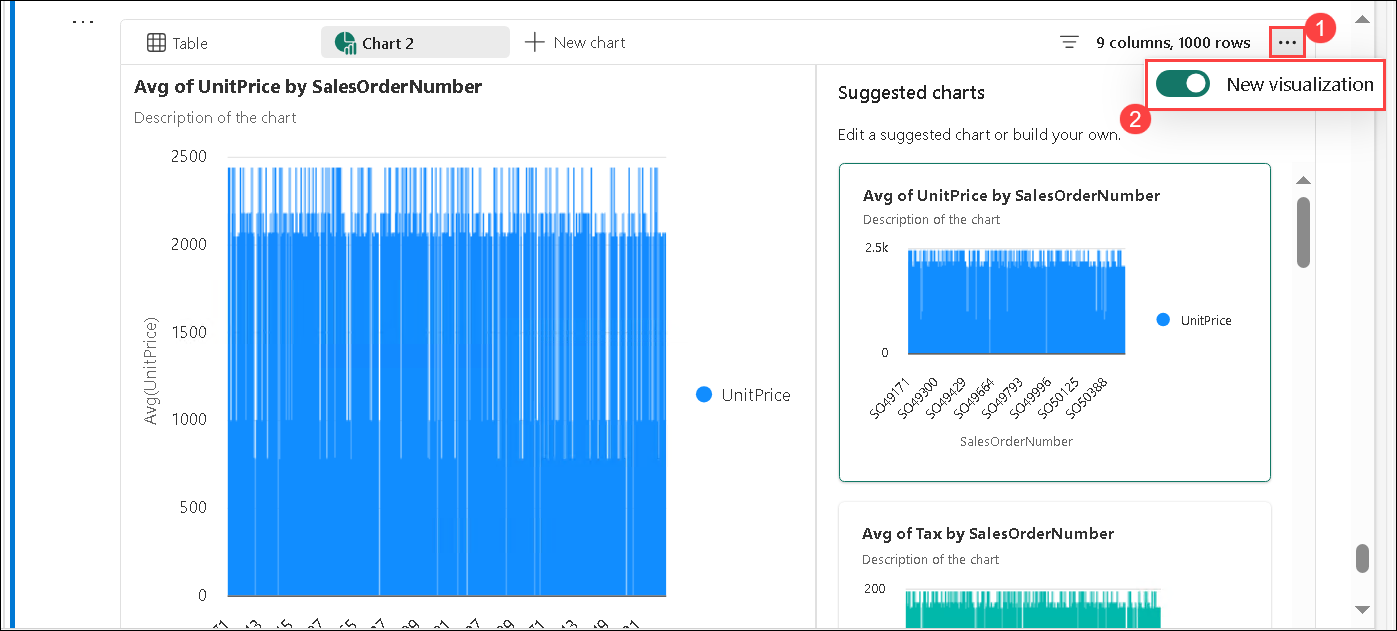 ...
Table
Chart 2
New chart
9 columns, 1000 rows
...
1
New visualization
2
Avg of UnitPrice by SalesOrderNumber
Description of the chart
2500
2000
1500
1000
500
0
Avg(UnitPrice)
UnitPrice
Suggested charts
Edit a suggested chart or build your own.
Avg of UnitPrice by SalesOrderNumber
Description of the chart
2.5k
0
SO49171
SO49300
SO49429
SO49664
SO49793
SO49996
SO50125
SO50388
SalesOrderNumber
UnitPrice
Avg of Tax by SalesOrderNumber
Description of the chart
200